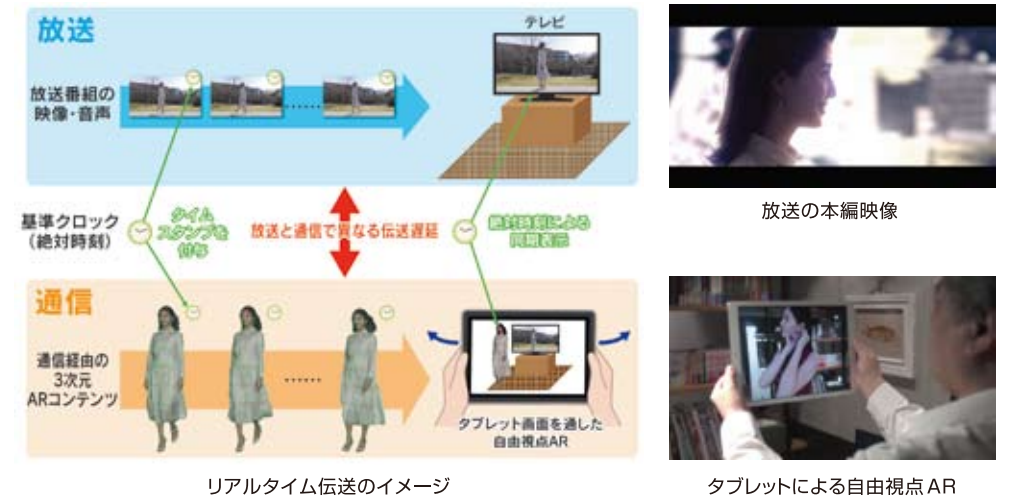 放送
テレビ
放送番組の
映像・音声
基準クロック
（絶対時刻）
タイム
スタンプを
付与
放送と通信で異なる伝送遅延
絶対時刻による
同期表示
通信
通信経由の
3次元
ARコンテンツ
タブレット画面を通した
自由視点AR
リアルタイム伝送のイメージ
放送の本編映像
タブレットによる自由視点AR